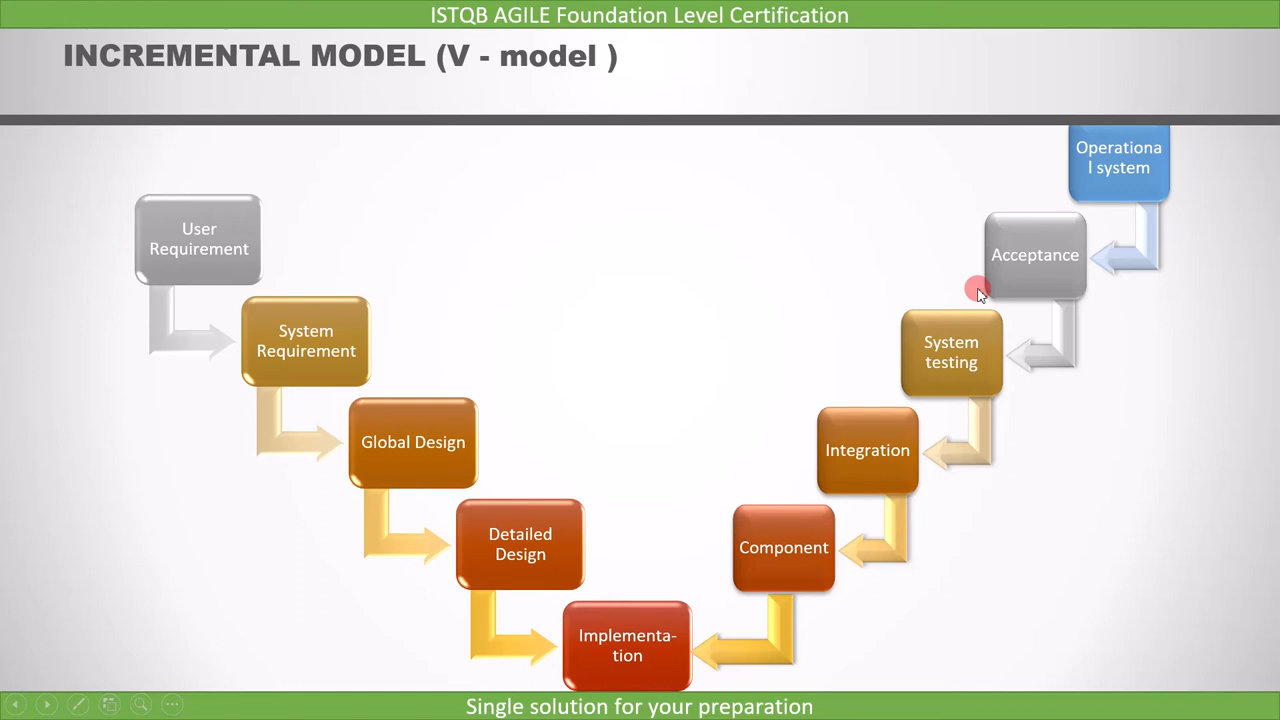 ISTQB AGILE Foundation Level Certification
INCREMENTAL MODEL (V - model )
Operationa
l system
User
Requirement
Acceptance
System
Requirement
System
testing
Global Design
Integration
Detailed
Design
Component
Implementa-
tion
Single solution for your preparation